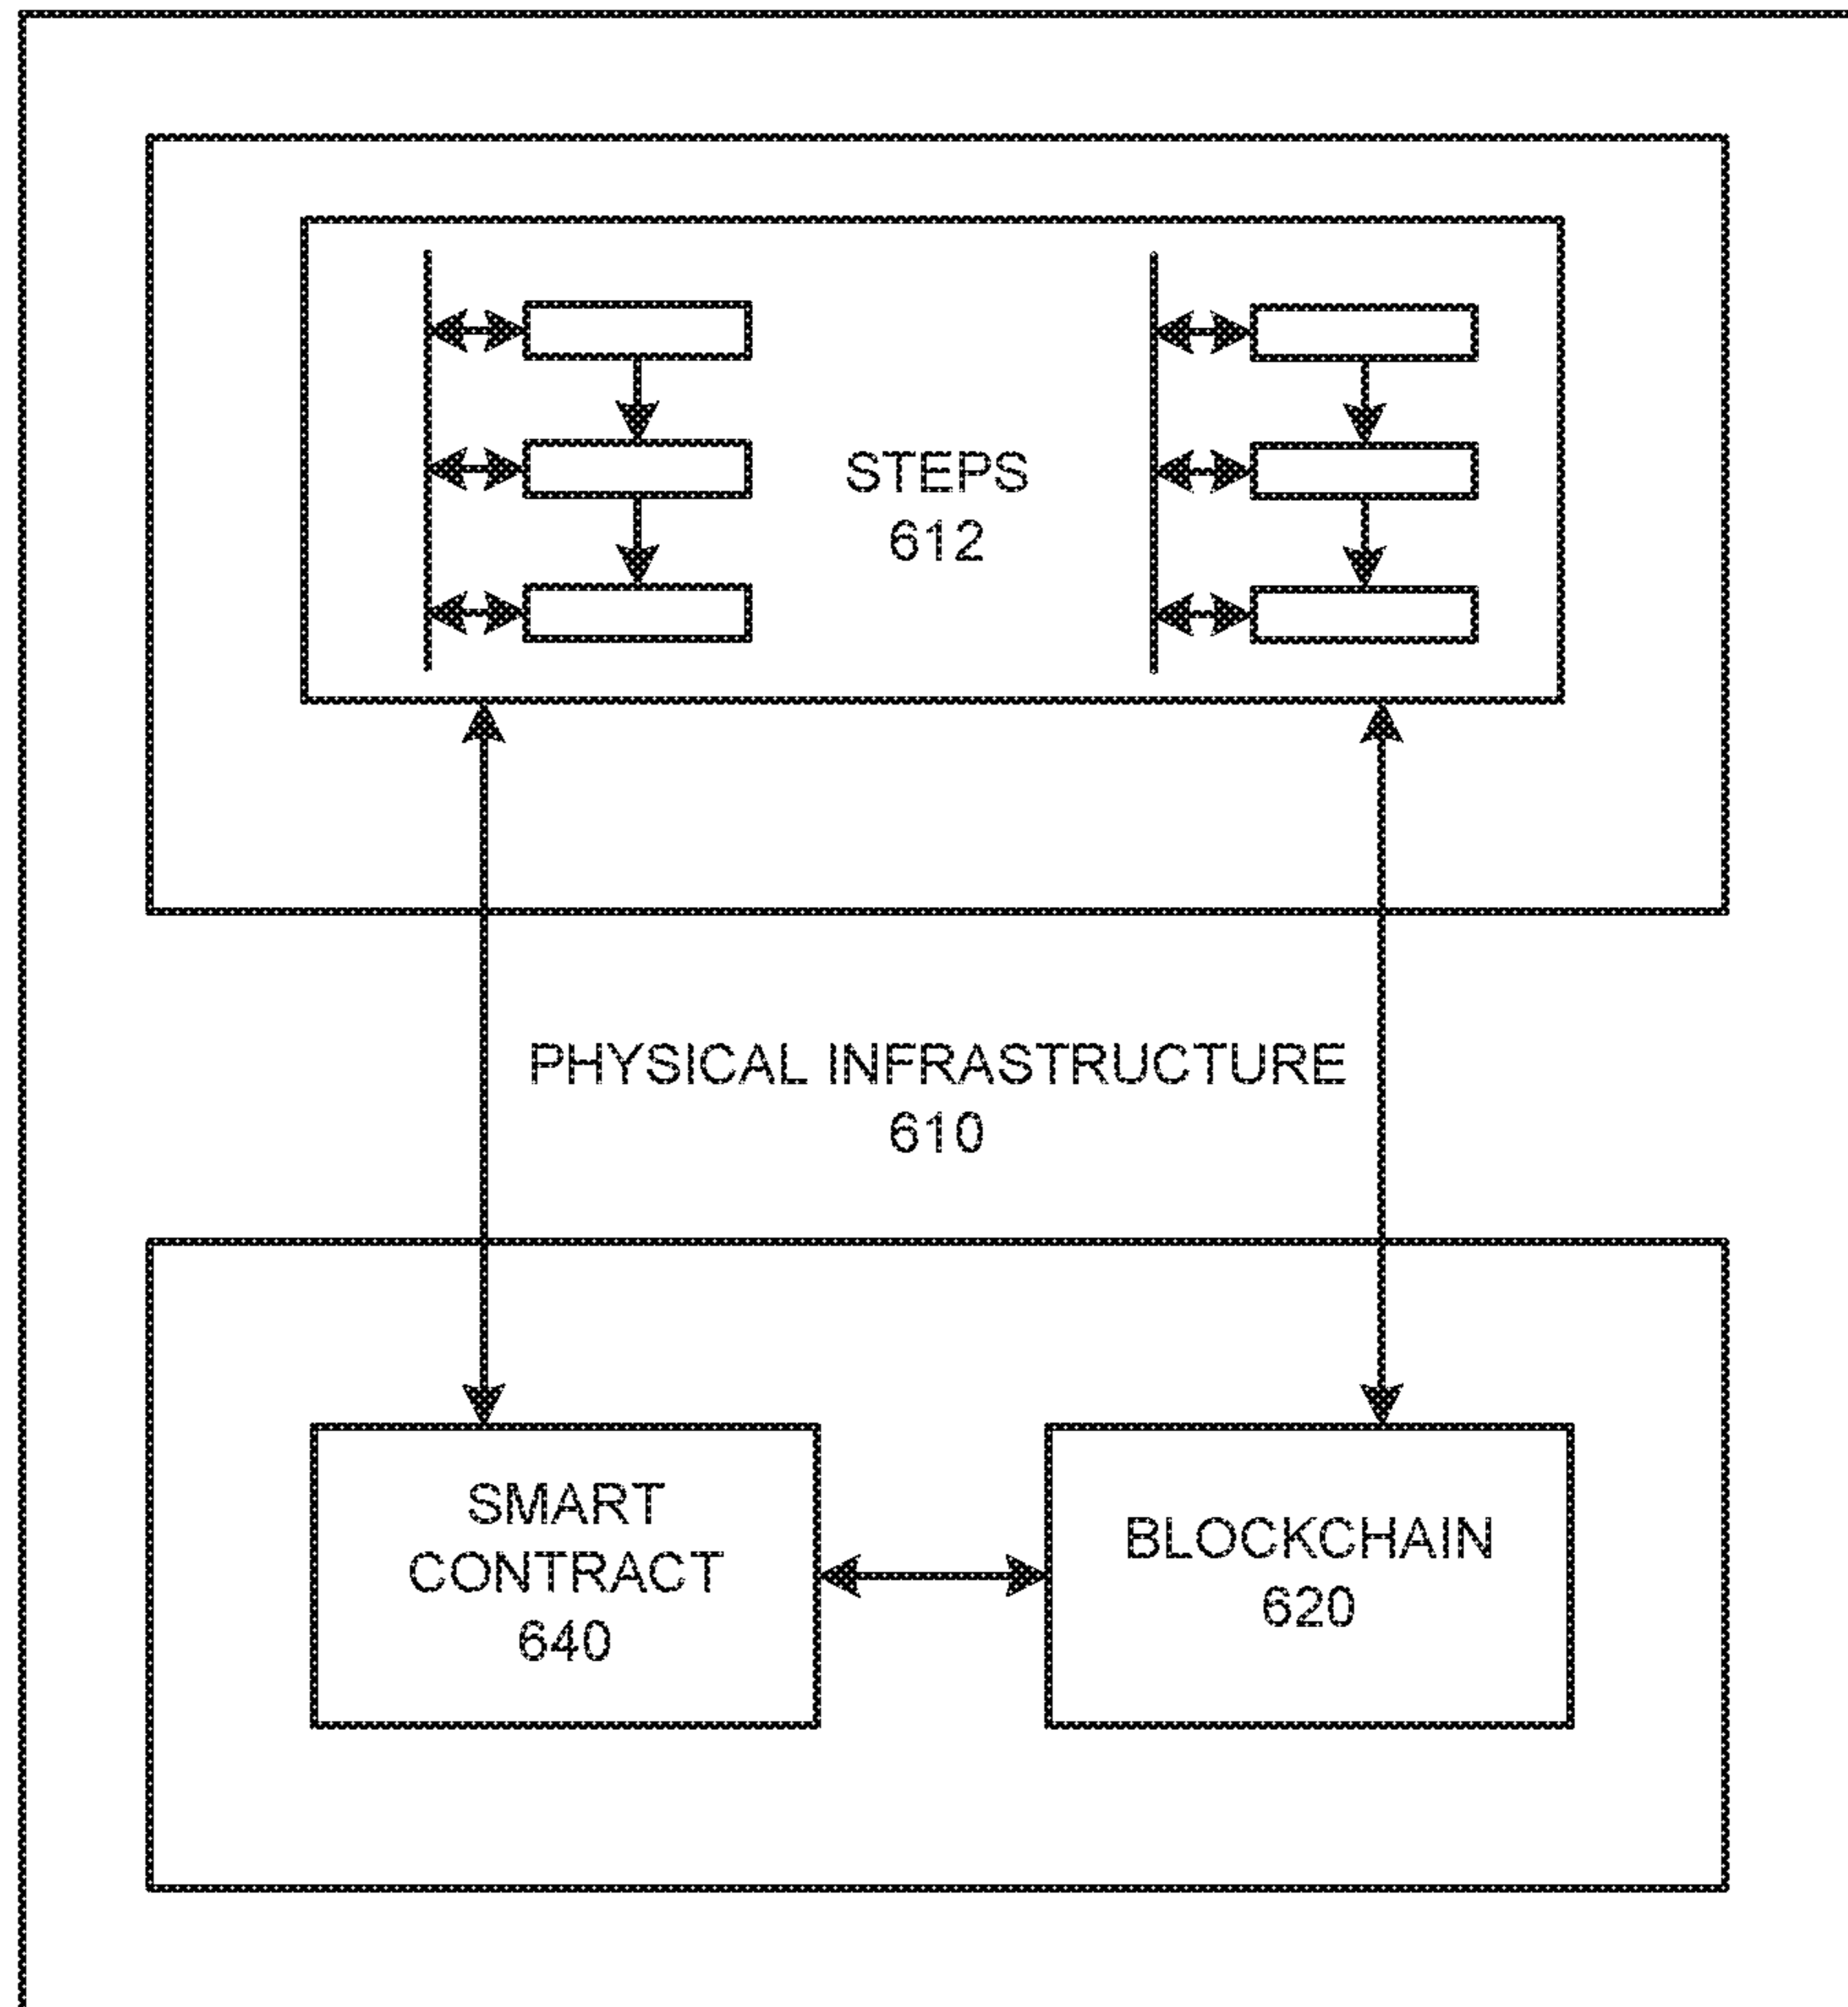 STEPS
612
PHYSICAL INFRASTRUCTURE
610
SMART
CONTRACT
640
BLOCKCHAIN
620